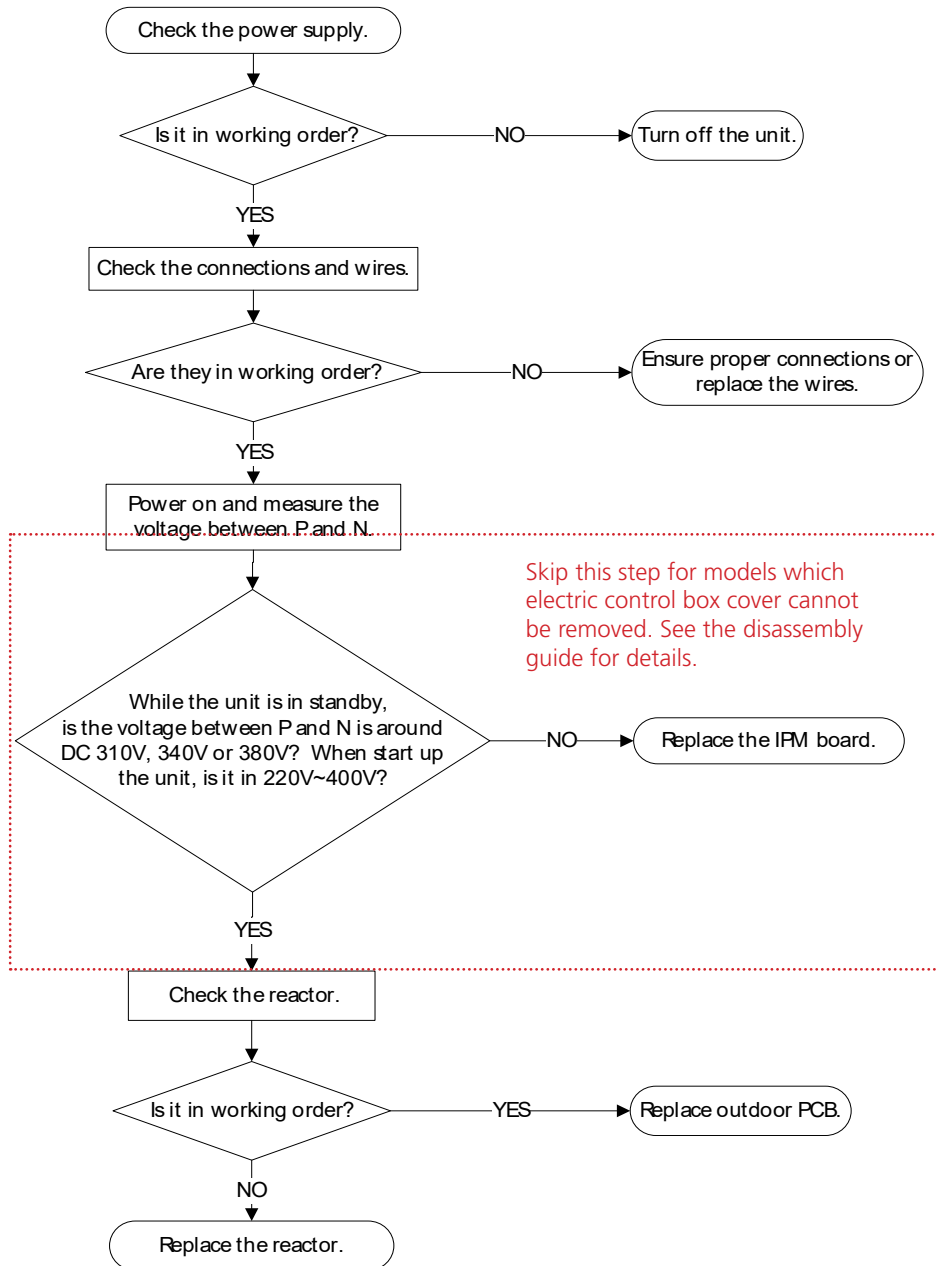 Check the power supply.
Is it in working order?
NO
Turn off the unit.
YES
Check the connections and wires.
Are they in working order?
NO
Ensure proper connections or
replace the wires.
YES
Power on and measure the
voltage between P and N.
Skip this step for models which
electric control box cover cannot
be removed. See the disassembly
guide for details.
While the unit is in standby,
is the voltage between P and N is around
DC 310V, 340V or 380V? When start up
the unit, is it in 220V~400V?
NO
Replace the IPM board.
YES
Check the reactor.
Is it in working order?
YES
Replace outdoor PCB.
NO
Replace the reactor.